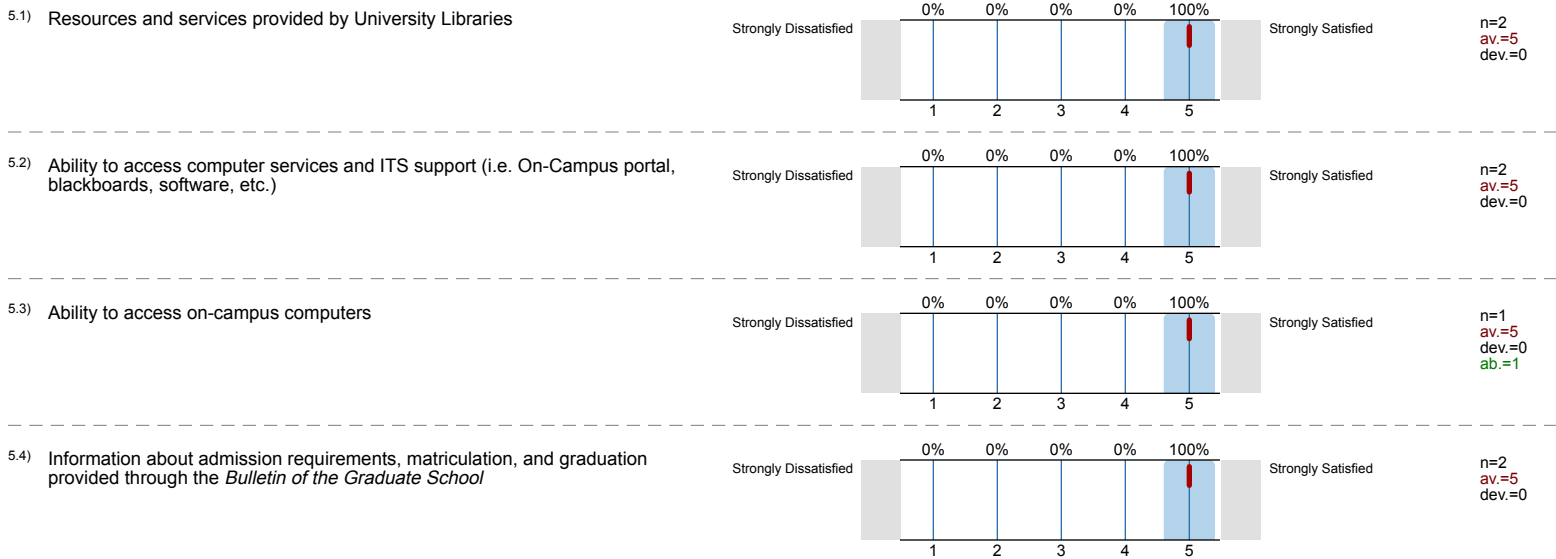 5.1) Resources and services provided by University Libraries
0% 0% 0% 0% 100%
Strongly Dissatisfied Strongly Satisfied
n=2
av.=5
dev.=0
1 2 3 4 5
5.2) Ability to access computer services and ITS support (i.e. On-Campus portal,
blackboards, software, etc.)
0% 0% 0% 0% 100%
Strongly Dissatisfied Strongly Satisfied
n=2
av.=5
dev.=0
1 2 3 4 5
5.3) Ability to access on-campus computers
0% 0% 0% 0% 100%
Strongly Dissatisfied Strongly Satisfied
n=1
av.=5
dev.=0
ab.=1
1 2 3 4 5
5.4) Information about admission requirements, matriculation, and graduation
provided through the Bulletin of the Graduate School
0% 0% 0% 0% 100%
Strongly Dissatisfied Strongly Satisfied
n=2
av.=5
dev.=0
1 2 3 4 5